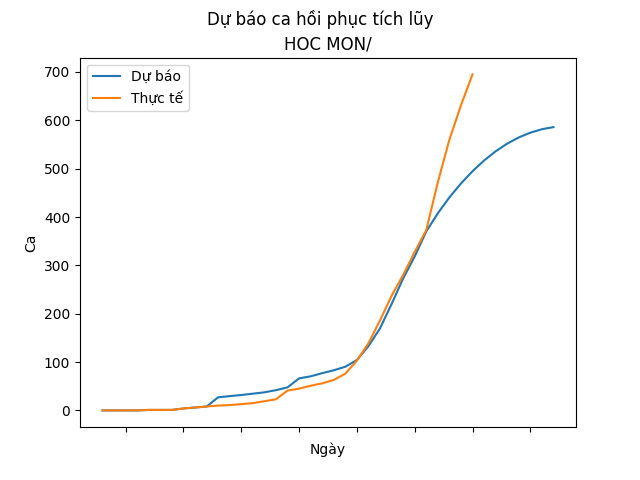 Dự báo ca hồi phục tích lũy
HOC MON/
Dự báo
Thực tế
700
600
500
400
300
200
100
0
Ca
Ngày